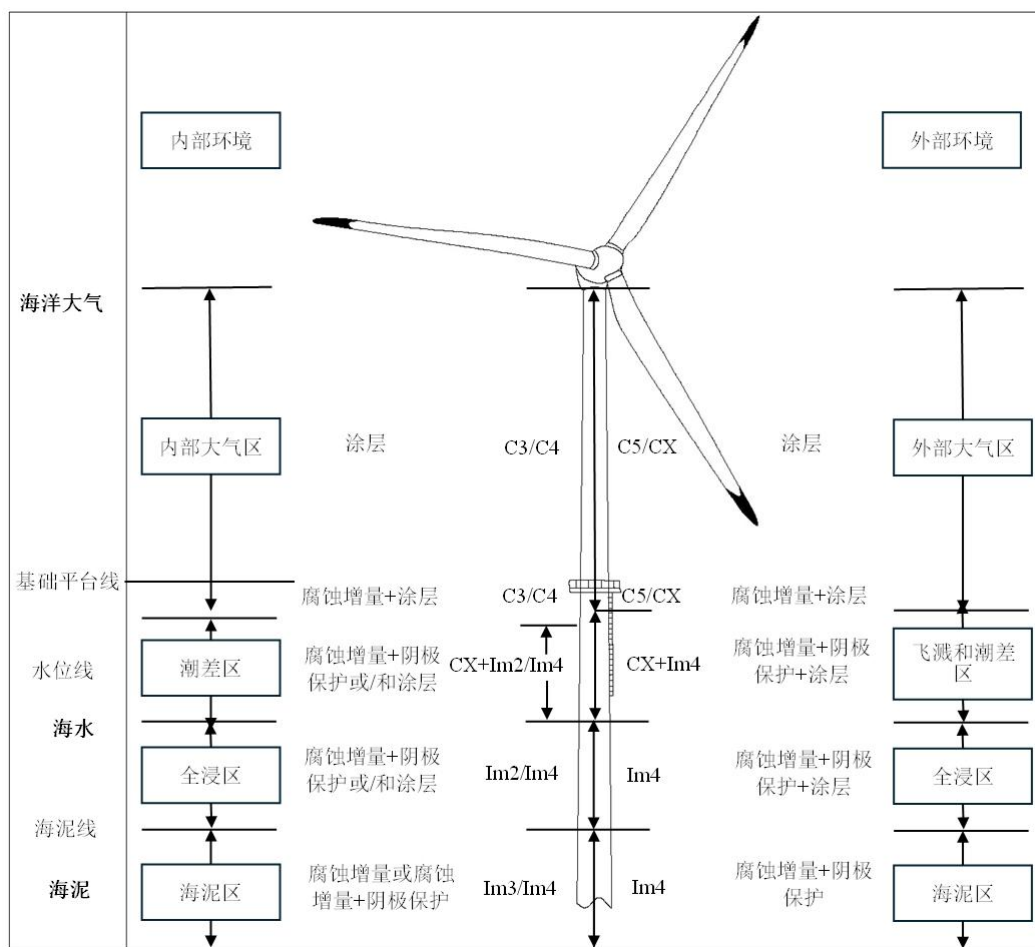 内部环境
外部环境
海洋大气
内部大气区
涂层
C3/C4
C5/CX
涂层
外部大气区
基础平台线
腐蚀增量+涂层
C3/C4
C5/CX
腐蚀增量+涂层
水位线
潮差区
腐蚀增量+阴极
保护或/和涂层
CX+Im2/Im4
CX+Im4
腐蚀增量+阴极
保护+涂层
飞溅和潮差
区
海水
全浸区
腐蚀增量+阴极
保护或/和涂层
Im2/Im4
Im4
腐蚀增量+阴极
保护+涂层
全浸区
海泥线
海泥
海泥区
腐蚀增量或腐蚀
增量+阴极保护
Im3/Im4
Im4
腐蚀增量+阴极
保护
海泥区